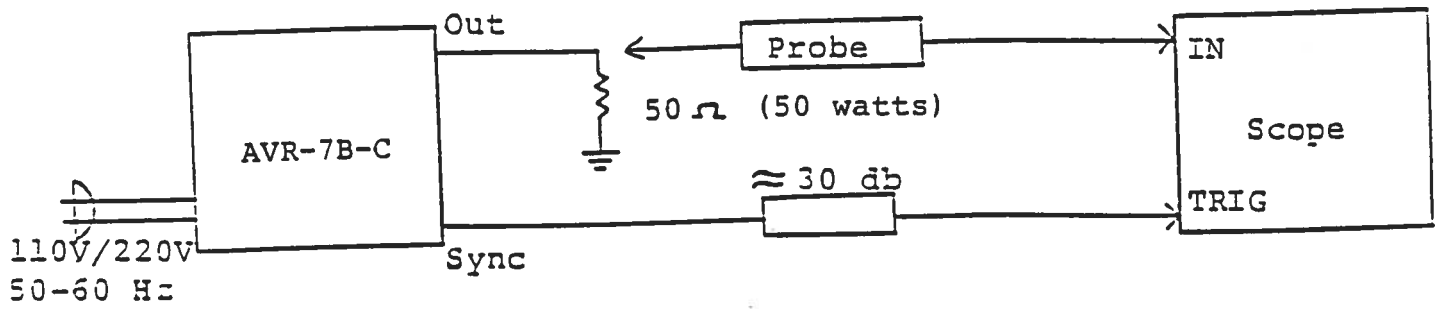 Out
Probe
IN
50 Ω (50 watts)
AVR-7B-C
Scope
≈ 30 db
TRIG
110V/220V
Sync
50-60 Hz